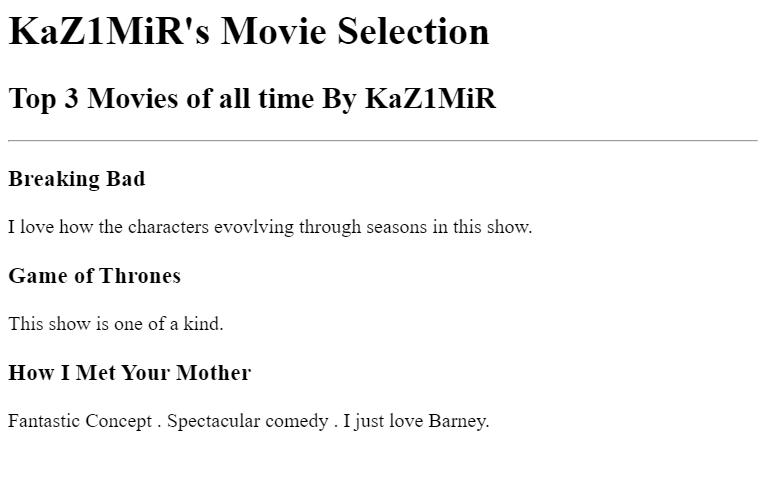 KaZ1MiR's Movie Selection
Top 3 Movies of all time By KaZ1MiR
Breaking Bad
I love how the characters evovlving through seasons in this show.
Game of Thrones
This show is one of a kind.
How I Met Your Mother
Fantastic Concept . Spectacular comedy . I just love Barney.